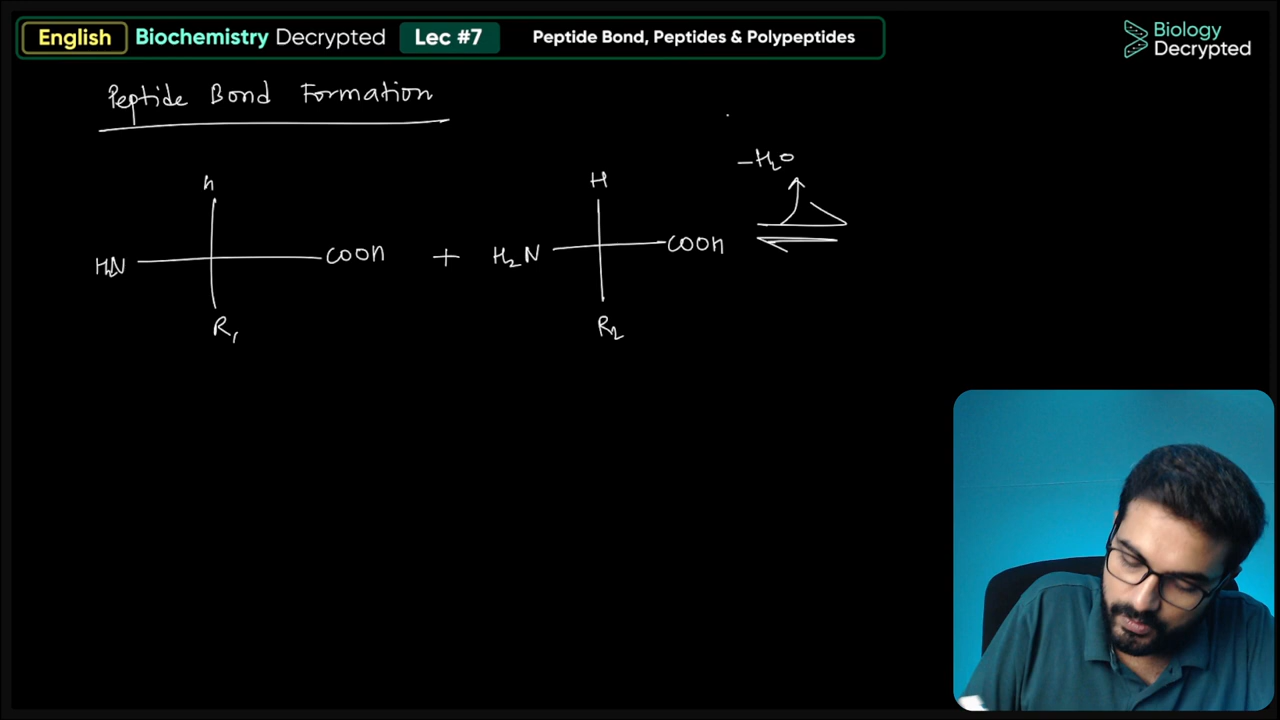 English Biochemistry Decrypted Lec #7 Peptide Bond, Peptides & Polypeptides
Biology
Decrypted
Peptide Bond Formation
-H2O
H H
H2N COOH + H2N COOH
R1 R2